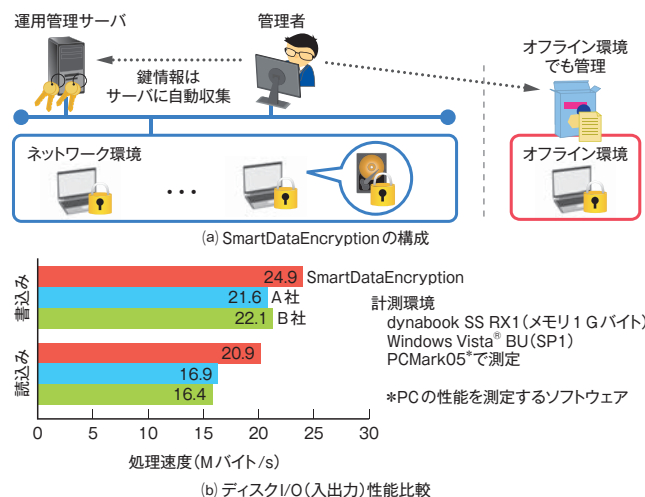 運用管理サーバ
管理者
オフライン環境
でも管理
鍵情報は
サーバに自動収集
ネットワーク環境
オフライン環境
...
(a) SmartDataEncryptionの構成
書込み
24.9 SmartDataEncryption
21.6 A社
22.1 B社
読込み
20.9
16.9
16.4
0 5 10 15 20 25 30
処理速度(Mバイト/s)
計測環境
dynabook SS RX1(メモリ1Gバイト)
Windows Vista® BU(SP1)
PCMark05*で測定
*PCの性能を測定するソフトウェア
(b) ディスクI/O(入出力)性能比較